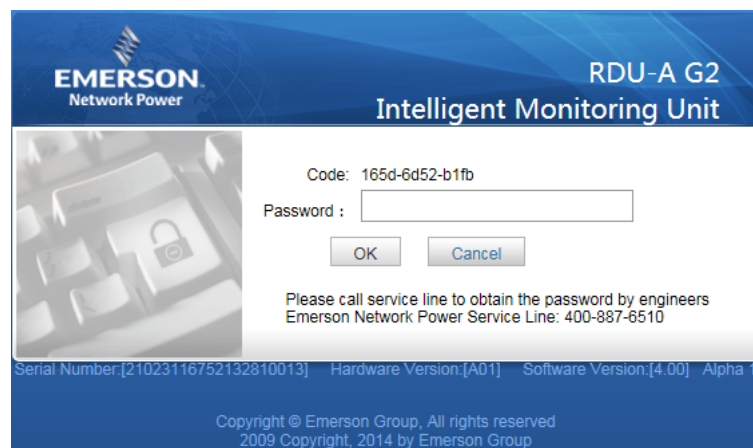 EMERSON.
Network Power
RDU-A G2
Intelligent Monitoring Unit
delete
Code: 165d-6d52-b1fb
Password :
OK Cancel
Please call service line to obtain the password by engineers
Emerson Network Power Service Line: 400-887-6510
Serial Number:[21023116752132810013] Hardware Version:[A01] Software Version:[4.00] Alpha 1
Copyright © Emerson Group, All rights reserved
2009 Copyright, 2014 by Emerson Group